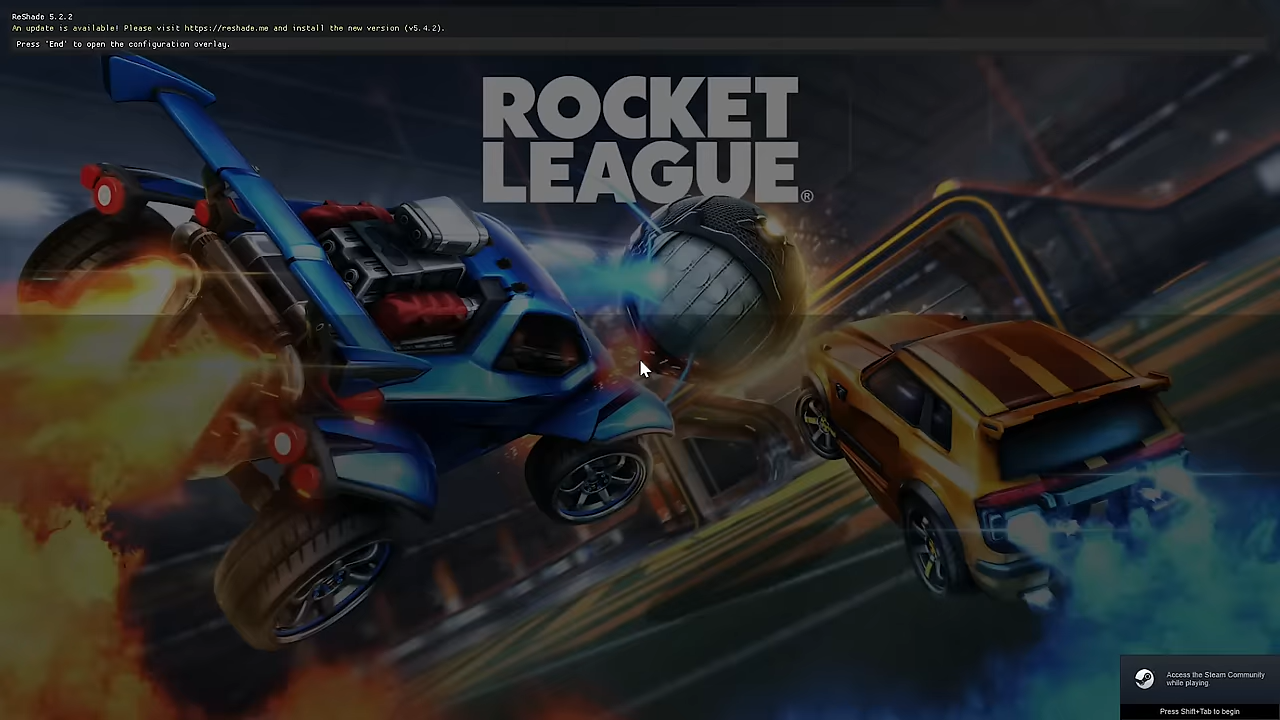 ReShade 5.2.2
An update is available! Please visit https://reshade.me and install the new version (v5.4.2).
Press 'End' to open the configuration overlay.
ROCKET
LEAGUE®
Access the Steam Community
while playing.
Press Shift+Tab to begin